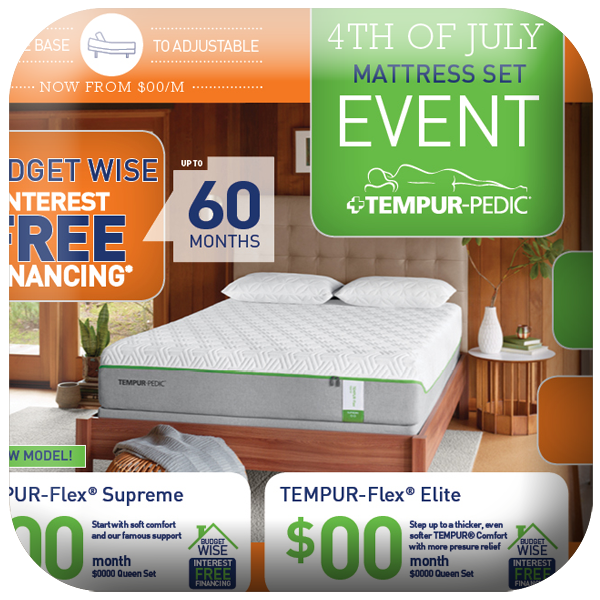 BASE
TO ADJUSTABLE
NOW FROM $00/M
4TH OF JULY
MATTRESS SET
EVENT
TEMPUR-PEDIC®
DGET WISE
NTEREST
FREE
NANCING*
UP TO
60
MONTHS
TEMPUR-PEDIC®
W MODEL!
PUR-Flex® Supreme
00
Start with soft comfort
and our famous support
month
$0000 Queen Set
BUDGET
WISE
INTEREST
FREE
FINANCING
TEMPUR-Flex® Elite
$00
Step up to a thicker, even
softer TEMPUR® Comfort
with more presure relief
month
$0000 Queen Set
BUDGET
WISE
INTEREST
FREE
FINANCING